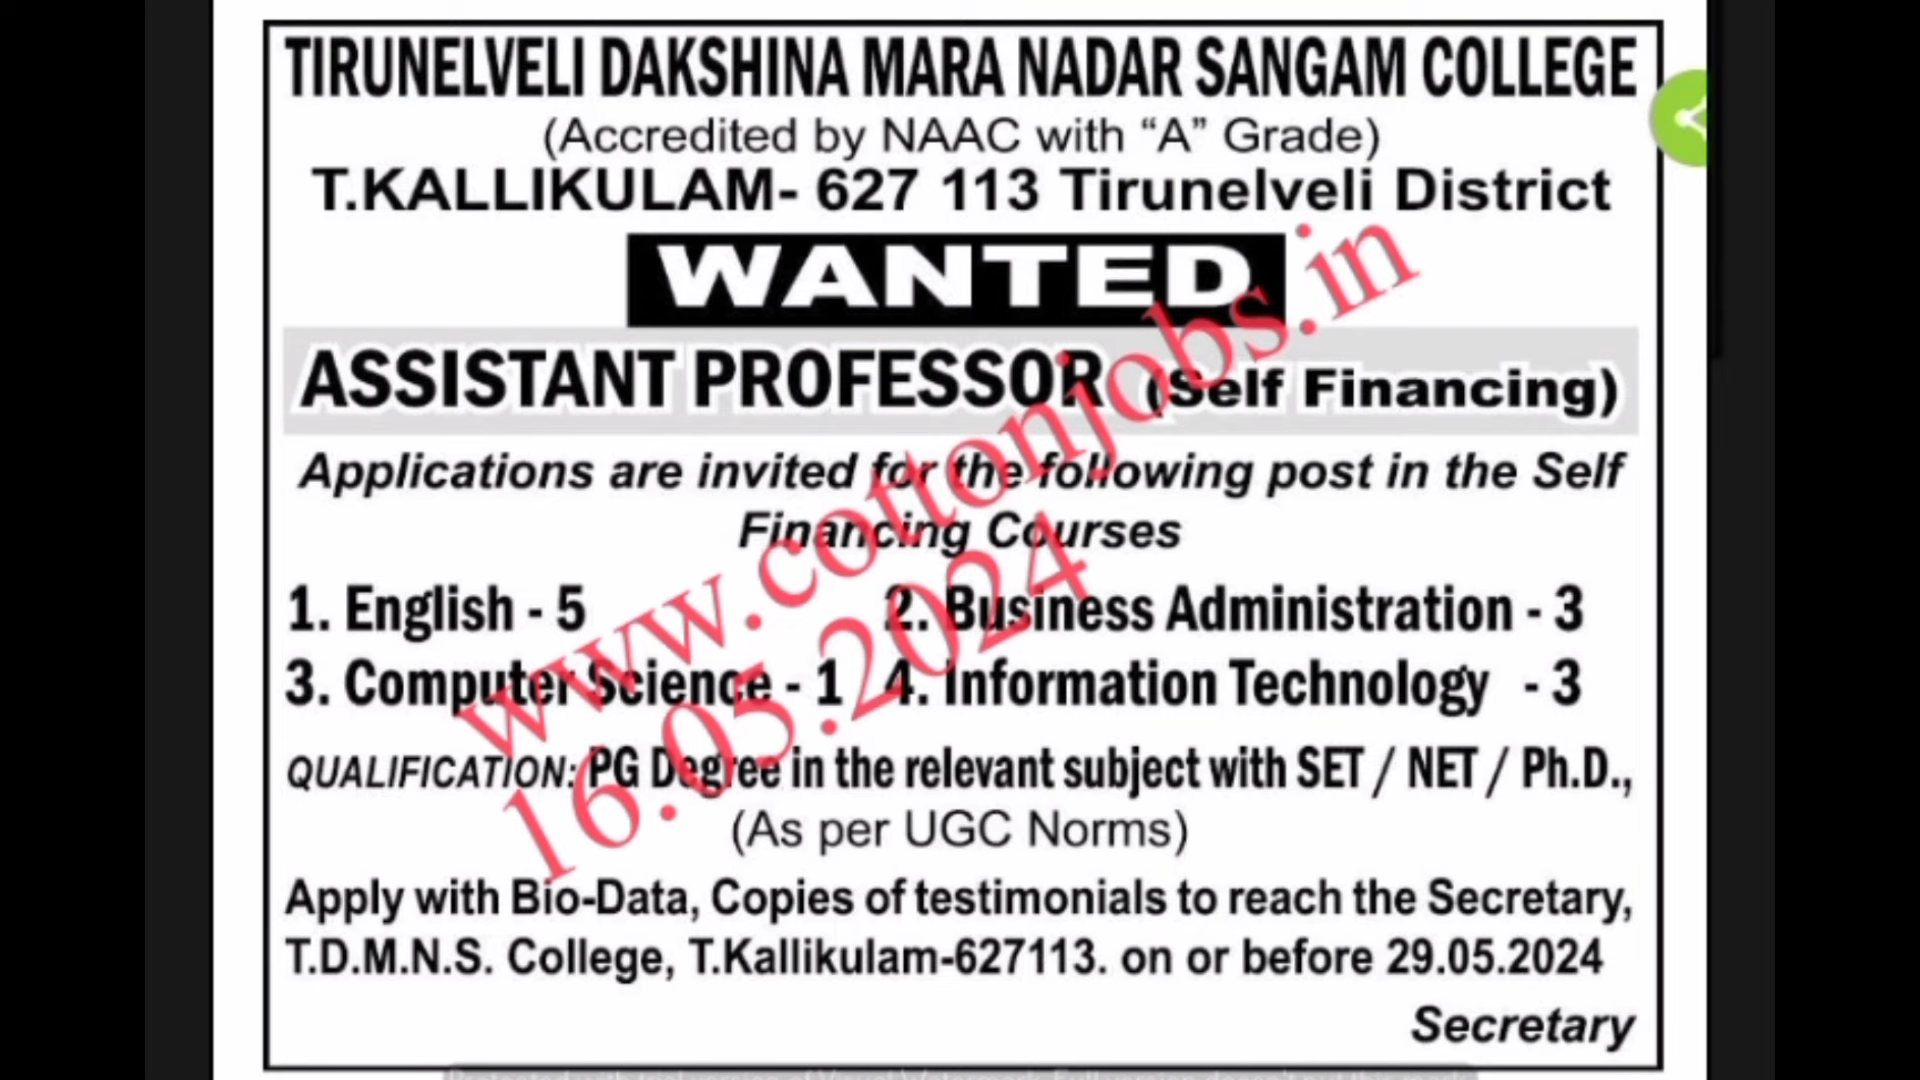 TIRUNELVELI DAKSHINA MARA NADAR SANGAM COLLEGE
(Accredited by NAAC with “A” Grade)
T.KALLIKULAM- 627 113 Tirunelveli District
WANTED
ASSISTANT PROFESSOR (Self Financing)
Applications are invited for the following post in the Self
Financing Courses
1. English - 5 2. Business Administration - 3
3. Computer Science - 1 4. Information Technology - 3
QUALIFICATION: PG Degree in the relevant subject with SET / NET / Ph.D.,
(As per UGC Norms)
Apply with Bio-Data, Copies of testimonials to reach the Secretary,
T.D.M.N.S. College, T.Kallikulam-627113. on or before 29.05.2024
Secretary
www.cottonjobs.in
16.05.2024